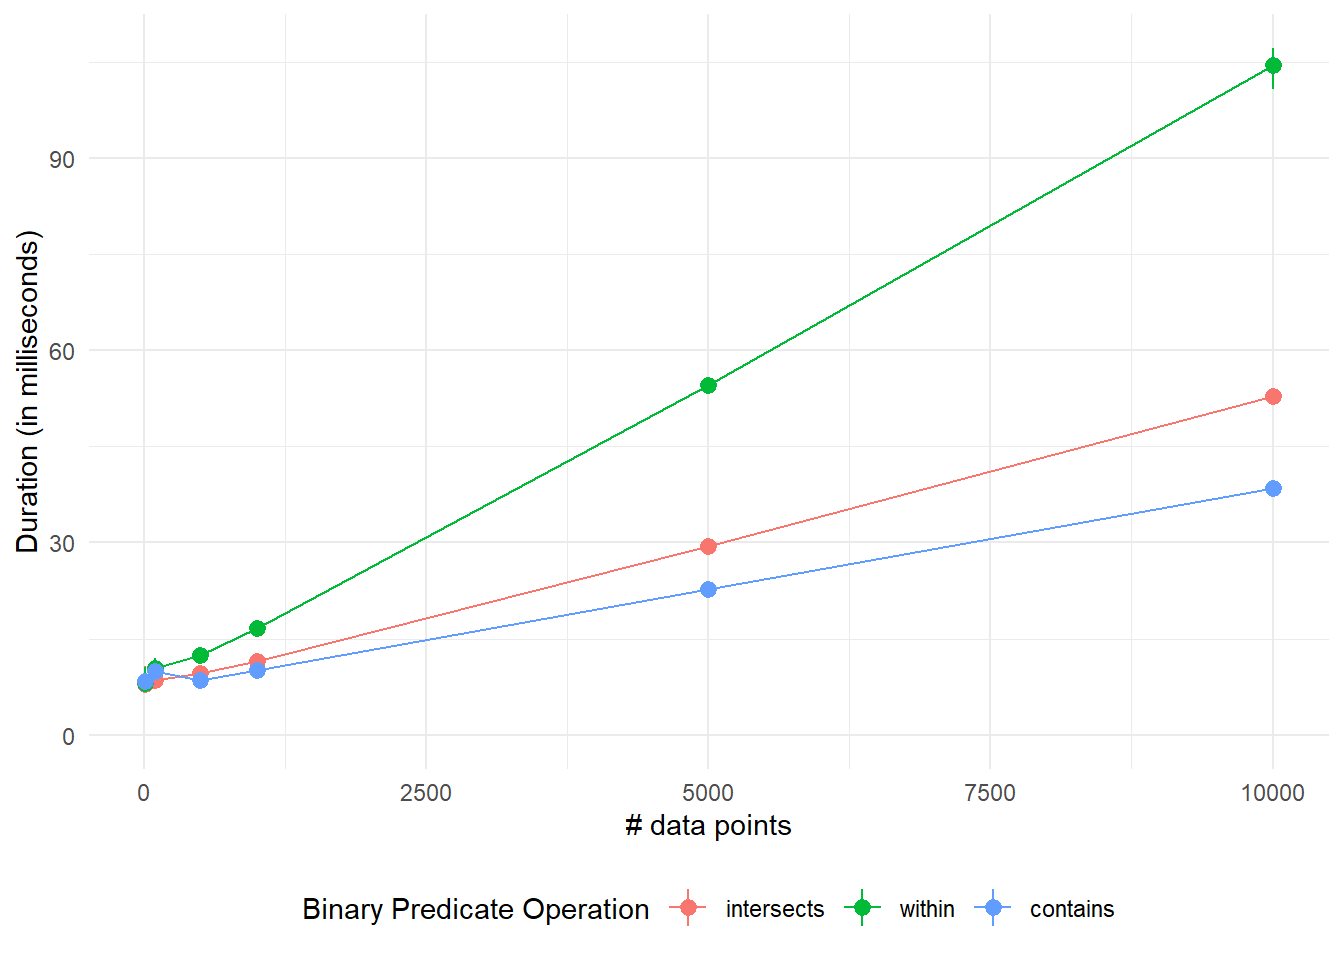 90
60
30
0
Duration (in milliseconds)
0 2500 5000 7500 10000
# data points
Binary Predicate Operation intersects within contains